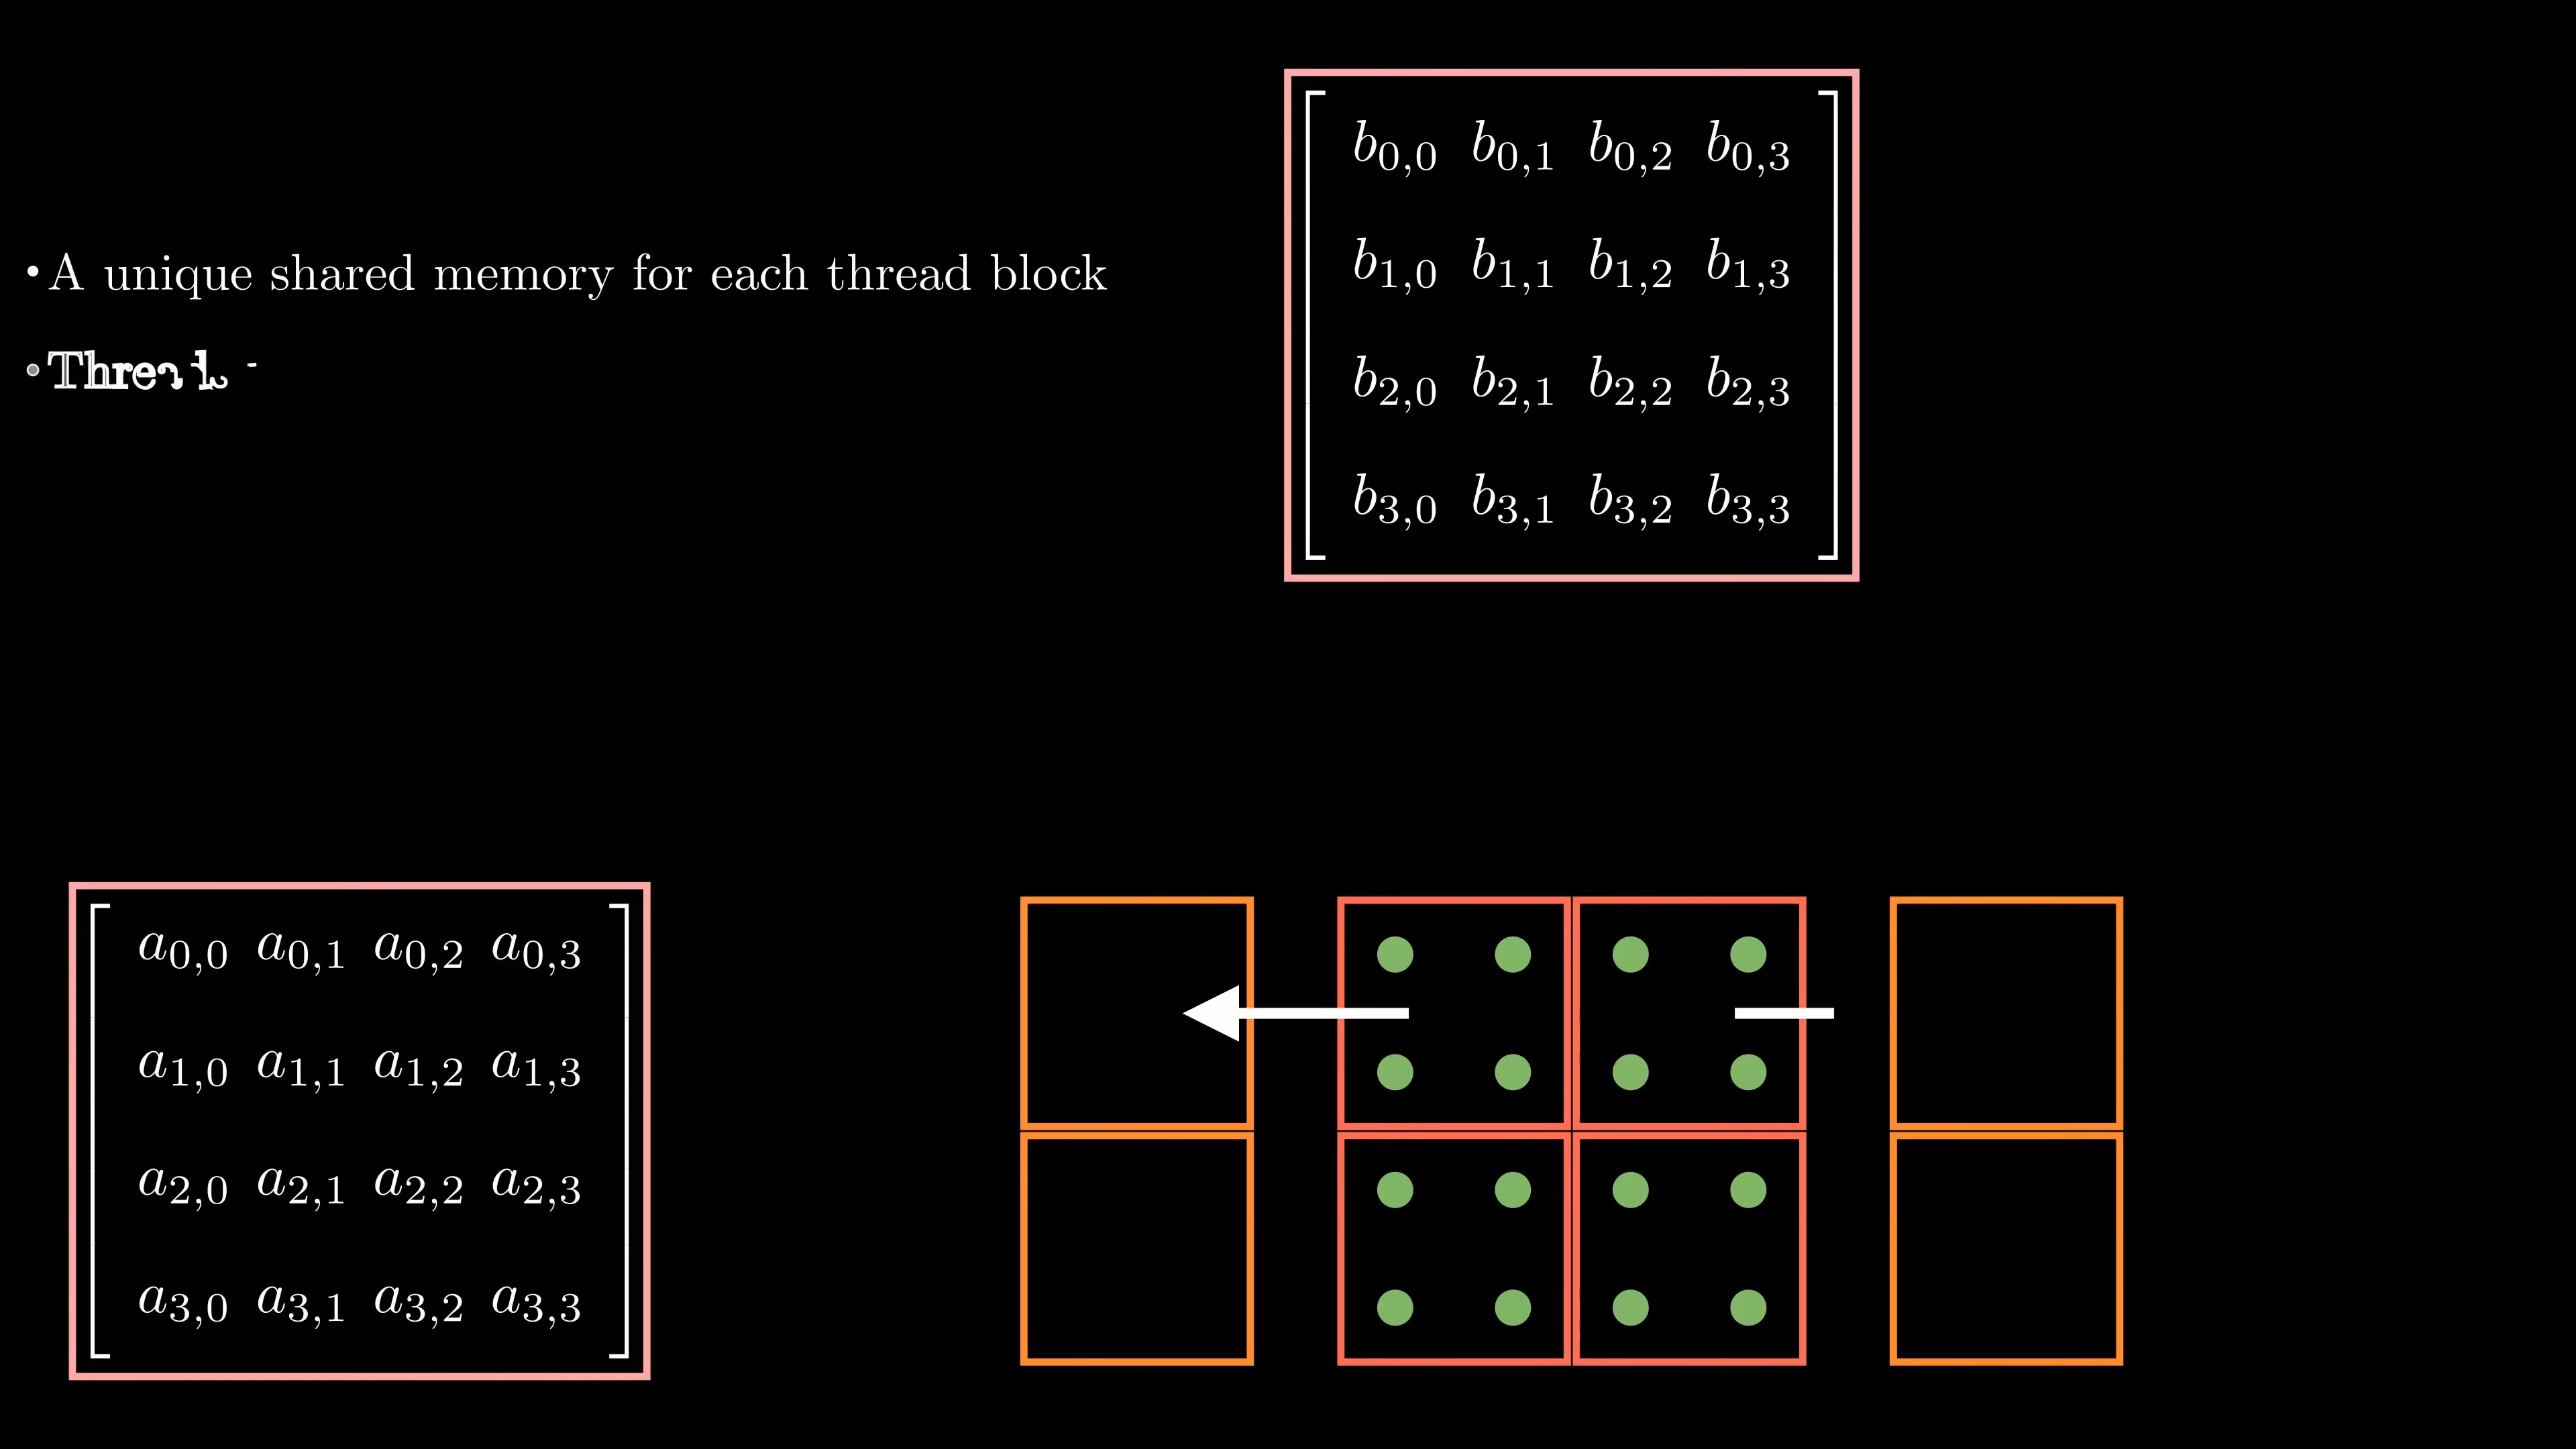 • A unique shared memory for each thread block
•
b0,0 b0,1 b0,2 b0,3
b1,0 b1,1 b1,2 b1,3
b2,0 b2,1 b2,2 b2,3
b3,0 b3,1 b3,2 b3,3
a0,0 a0,1 a0,2 a0,3
a1,0 a1,1 a1,2 a1,3
a2,0 a2,1 a2,2 a2,3
a3,0 a3,1 a3,2 a3,3